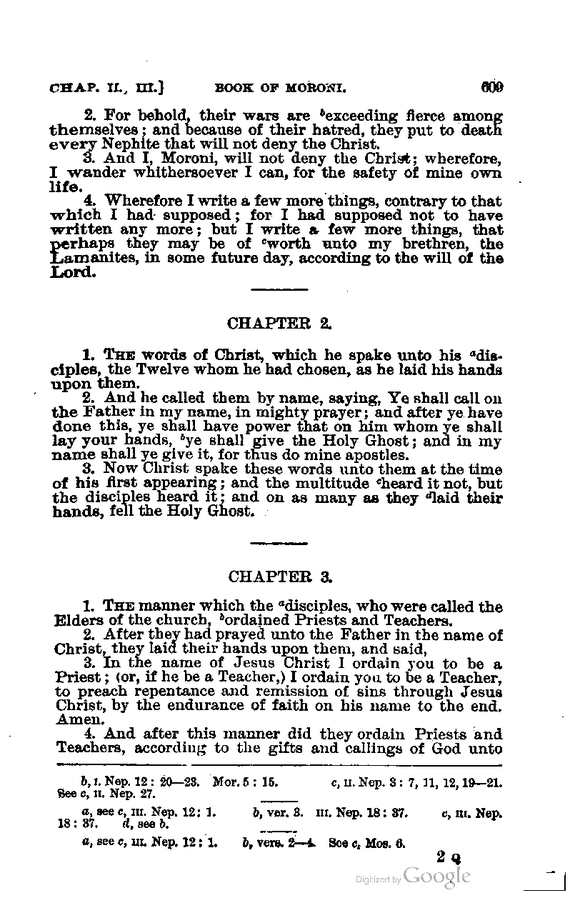 CHAP. II., III.] BOOK OF MORONI. 609
2. For behold, their wars are ᵇexceeding fierce among
themselves; and because of their hatred, they put to death
every Nephite that will not deny the Christ.
3. And I, Moroni, will not deny the Christ; wherefore,
I wander whithersoever I can, for the safety of mine own
life.
4. Wherefore I write a few more things, contrary to that
which I had supposed; for I had supposed not to have
written any more; but I write a few more things, that
perhaps they may be of ᶜworth unto my brethren, the
Lamanites, in some future day, according to the will of the
Lord.
CHAPTER 2.
1. THE words of Christ, which he spake unto his ᵃdis-
ciples, the Twelve whom he had chosen, as he laid his hands
upon them.
2. And he called them by name, saying, Ye shall call on
the Father in my name, in mighty prayer; and after ye have
done this, ye shall have power that on him whom ye shall
lay your hands, ᵇye shall give the Holy Ghost; and in my
name shall ye give it, for thus do mine apostles.
3. Now Christ spake these words unto them at the time
of his first appearing; and the multitude ᶜheard it not, but
the disciples heard it; and on as many as they ᵈlaid their
hands, fell the Holy Ghost.
CHAPTER 3.
1. THE manner which the ᵃdisciples, who were called the
Elders of the church, ᵇordained Priests and Teachers.
2. After they had prayed unto the Father in the name of
Christ, they laid their hands upon them, and said,
3. In the name of Jesus Christ I ordain you to be a
Priest; (or, if he be a Teacher,) I ordain you to be a Teacher,
to preach repentance and remission of sins through Jesus
Christ, by the endurance of faith on his name to the end.
Amen.
4. And after this manner did they ordain Priests and
Teachers, according to the gifts and callings of God unto
b, I. Nep. 12: 20—23. Mor. 5: 15. c, II. Nep. 3: 7, 11, 12, 19—21.
See c, II. Nep. 27.
a, see c, III. Nep. 12: 1. b, ver. 3. III. Nep. 18: 37. c, III. Nep.
18: 37. d, see b.
a, see c, III. Nep. 12: 1. b, vers. 2—4. See c, Mos. 6.
2 Q
Digitized by Google